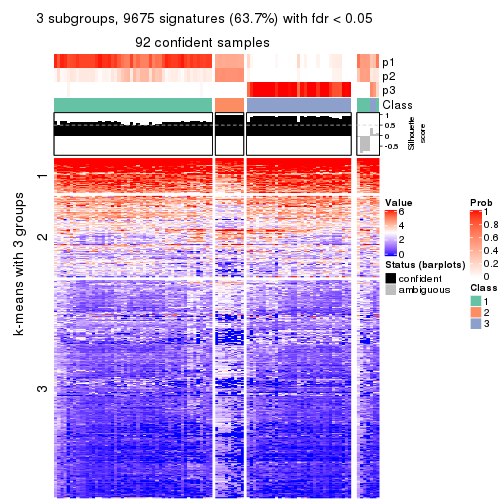 3 subgroups, 9675 signatures (63.7%) with fdr < 0.05
92 confident samples
p1
p2
p3
Class
1
0.5
0
-0.5
Silhouette
score
k-means with 3 groups
1
2
3
Value
6
4
2
0
Status (barplots)
confident
ambiguous
Prob
1
0.8
0.6
0.4
0.2
0
Class
1
2
3